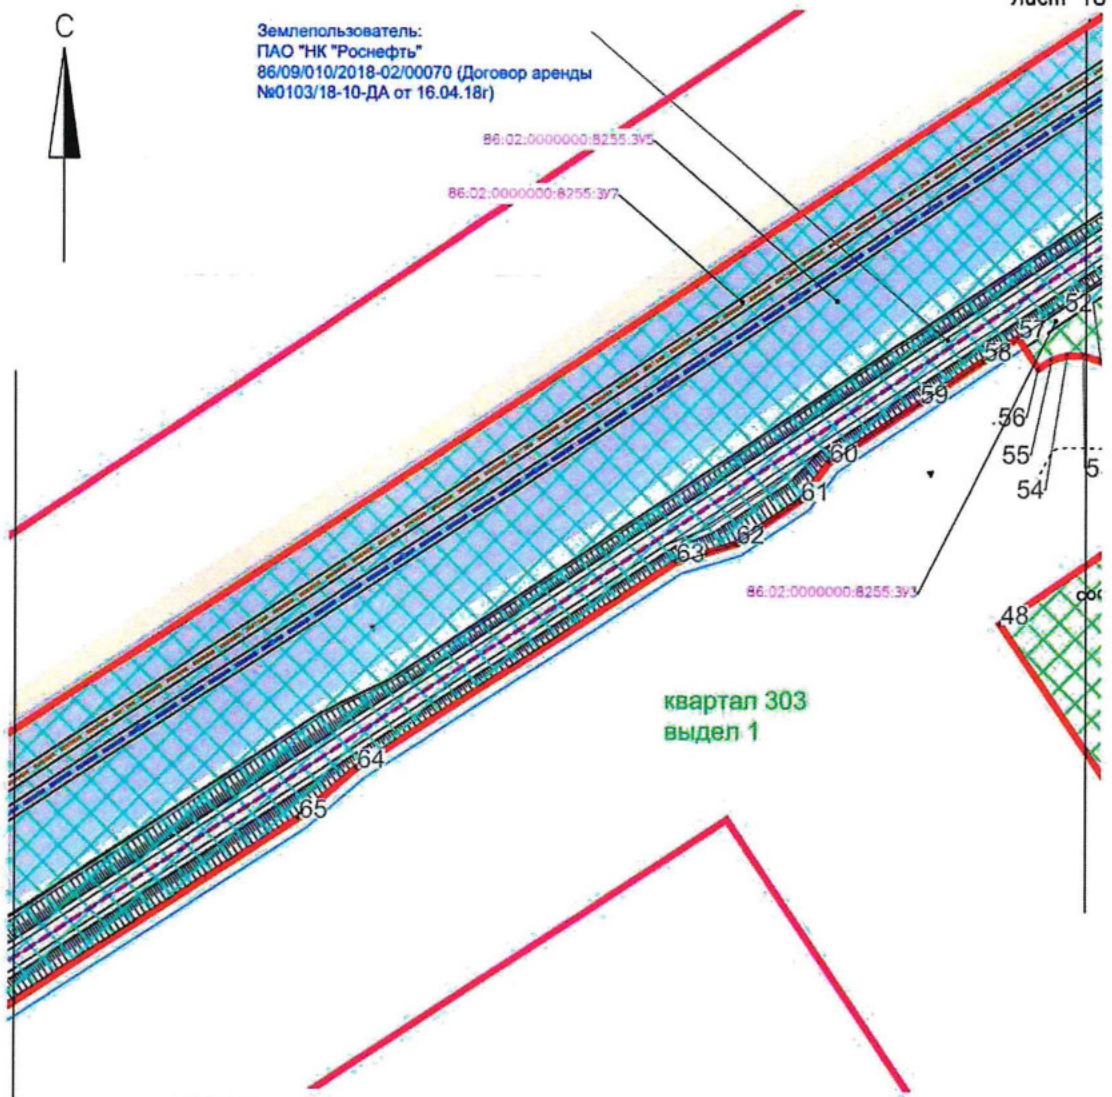 С
Землепользователь:
ПАО "НК "Роснефть"
86/09/010/2018-02/00070 (Договор аренды
№0103/18-10-ДА от 16.04.18г)
86:02:0000000:8255:ЗУ5
86:02:0000000:8255:ЗУ7
52
57
58
59
56
60
55
5
54
61
62
63
86:02:0000000:8255:ЗУ3
48
квартал 303
выдел 1
64
65